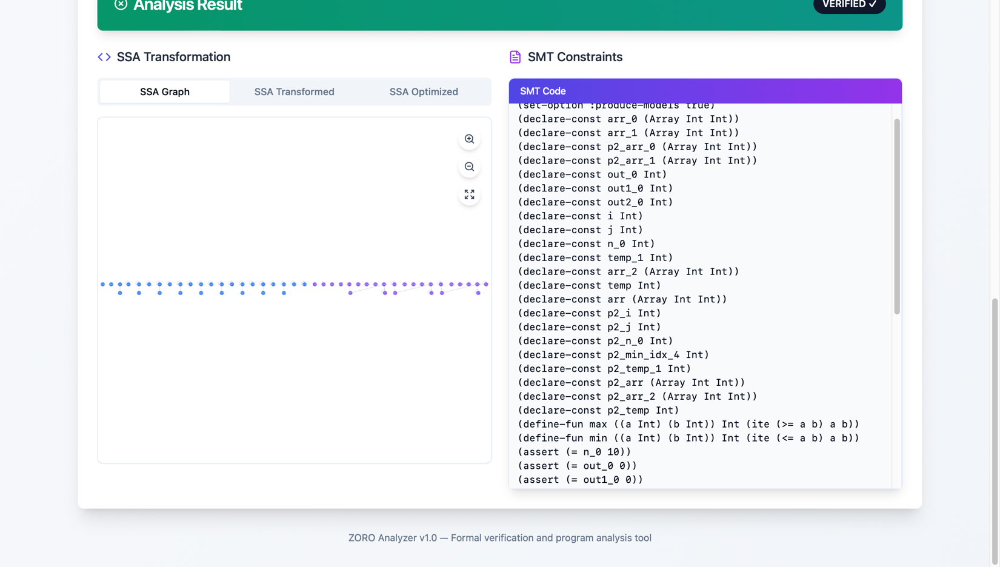 Analysis Result
VERIFIED ✓
SSA Transformation
SSA Graph
SSA Transformed
SSA Optimized
SMT Constraints
SMT Code
(set-option :produce-models true)
(declare-const arr_0 (Array Int Int))
(declare-const arr_1 (Array Int Int))
(declare-const p2_arr_0 (Array Int Int))
(declare-const p2_arr_1 (Array Int Int))
(declare-const out_0 Int)
(declare-const out1_0 Int)
(declare-const out2_0 Int)
(declare-const i Int)
(declare-const j Int)
(declare-const n_0 Int)
(declare-const temp_1 Int)
(declare-const arr_2 (Array Int Int))
(declare-const temp Int)
(declare-const arr (Array Int Int))
(declare-const p2_i Int)
(declare-const p2_j Int)
(declare-const p2_n_0 Int)
(declare-const p2_min_idx_4 Int)
(declare-const p2_temp_1 Int)
(declare-const p2_arr (Array Int Int))
(declare-const p2_arr_2 (Array Int Int))
(declare-const p2_temp Int)
(define-fun max ((a Int) (b Int)) Int (ite (>= a b) a b))
(define-fun min ((a Int) (b Int)) Int (ite (<= a b) a b))
(assert (= n_0 10))
(assert (= out_0 0))
(assert (= out1_0 0))
ZORO Analyzer v1.0 — Formal verification and program analysis tool